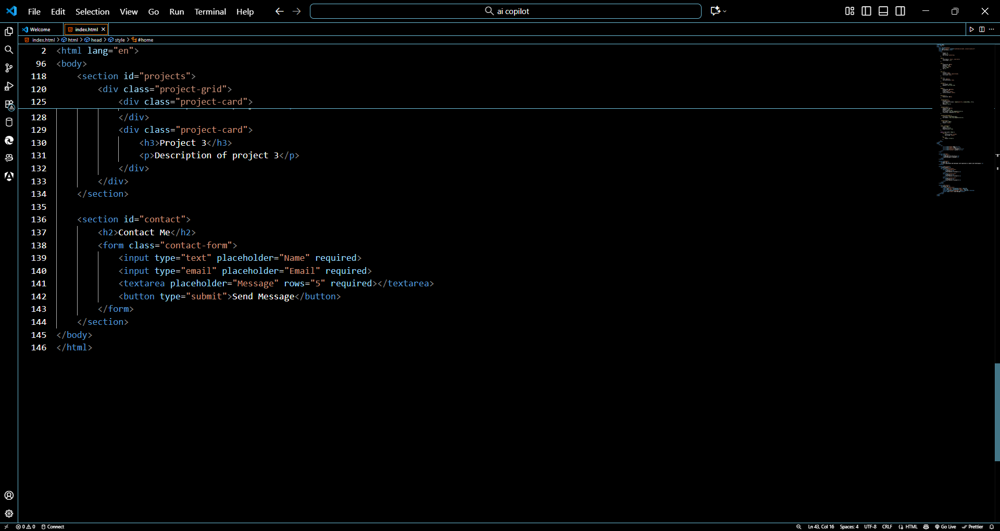 File Edit Selection View Go Run Terminal Help
ai copilot
Welcome
index.html
index.html > html > head > style > #home
2 <html lang="en">
96 <body>
118 <section id="projects">
120 <div class="project-grid">
125 <div class="project-card">
128 </div>
129 <div class="project-card">
130 <h3>Project 3</h3>
131 <p>Description of project 3</p>
132 </div>
133 </div>
134 </section>
135
136 <section id="contact">
137 <h2>Contact Me</h2>
138 <form class="contact-form">
139 <input type="text" placeholder="Name" required>
140 <input type="email" placeholder="Email" required>
141 <textarea placeholder="Message" rows="5" required></textarea>
142 <button type="submit">Send Message</button>
143 </form>
144 </section>
145 </body>
146 </html>
0 0 Connect
Ln 43, Col 16 Spaces: 4 UTF-8 CRLF {} HTML Go Live Prettier